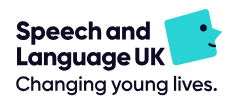 Speech and
Language UK
Changing young lives.